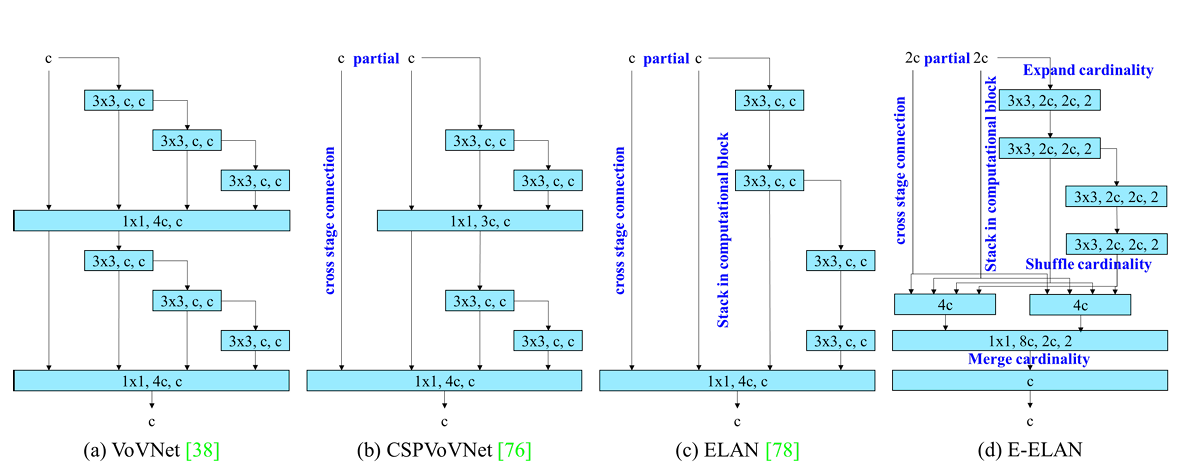 c
3x3, c, c
3x3, c, c
3x3, c, c
1x1, 4c, c
3x3, c, c
3x3, c, c
3x3, c, c
1x1, 4c, c
c
(a) VoVNet [38]
c partial c
cross stage connection
3x3, c, c
3x3, c, c
1x1, 3c, c
3x3, c, c
3x3, c, c
1x1, 4c, c
c
(b) CSPVoVNet [76]
c partial c
cross stage connection
Stack in computational block
3x3, c, c
3x3, c, c
3x3, c, c
3x3, c, c
1x1, 4c, c
c
(c) ELAN [78]
2c partial 2c
Expand cardinality
cross stage connection
Stack in computational block
3x3, 2c, 2c, 2
3x3, 2c, 2c, 2
3x3, 2c, 2c, 2
3x3, 2c, 2c, 2
Shuffle cardinality
4c 4c
1x1, 8c, 2c, 2
Merge cardinality
c
c
(d) E-ELAN